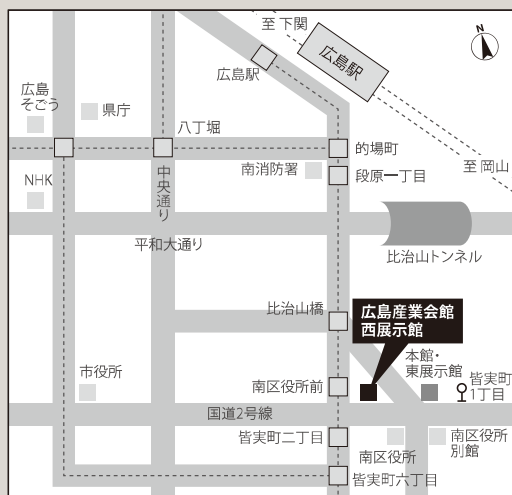 至下関
N
広島駅
広島駅
広島
そごう
県庁
八丁堀
的場町
至岡山
南消防署
段原一丁目
NHK
中央通り
平和大通り
比治山トンネル
比治山橋
広島産業会館
西展示館
本館・
東展示館
市役所
南区役所前
皆実町
1丁目
国道2号線
皆実町二丁目
南区役所
南区役所
別館
皆実町六丁目